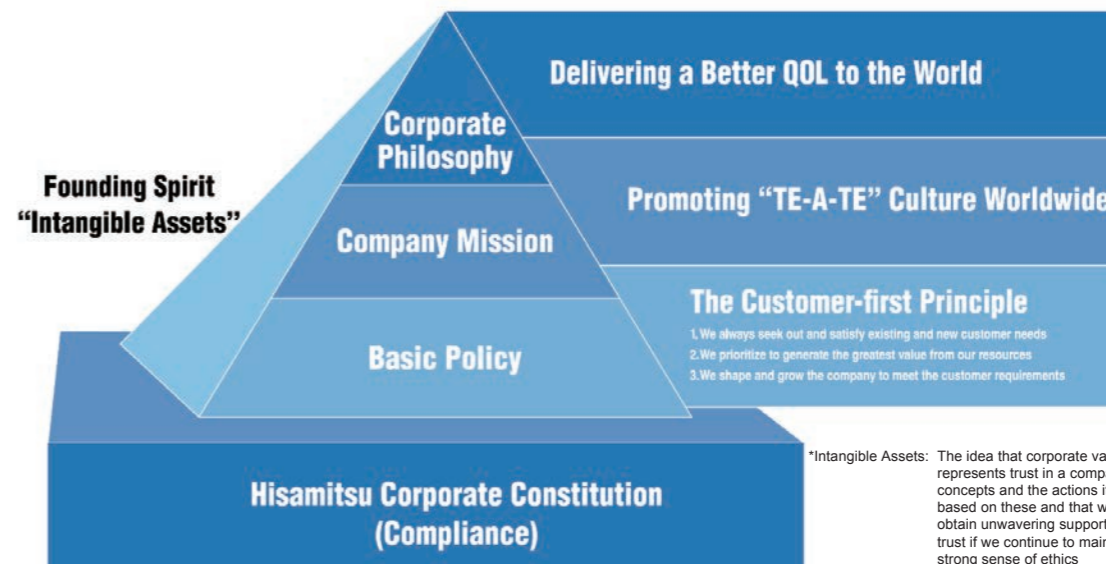 Delivering a Better QOL to the World
Corporate
Philosophy
Founding Spirit
“Intangible Assets”
Promoting “TE-A-TE” Culture Worldwide
Company Mission
The Customer-first Principle
1. We always seek out and satisfy existing and new customer needs
2. We prioritize to generate the greatest value from our resources
3. We shape and grow the company to meet the customer requirements
Basic Policy
Hisamitsu Corporate Constitution
(Compliance)
*Intangible Assets: The idea that corporate
represents trust in a
concepts and the actions
based on these and that
obtain unwavering support
trust if we continue to
strong sense of ethics